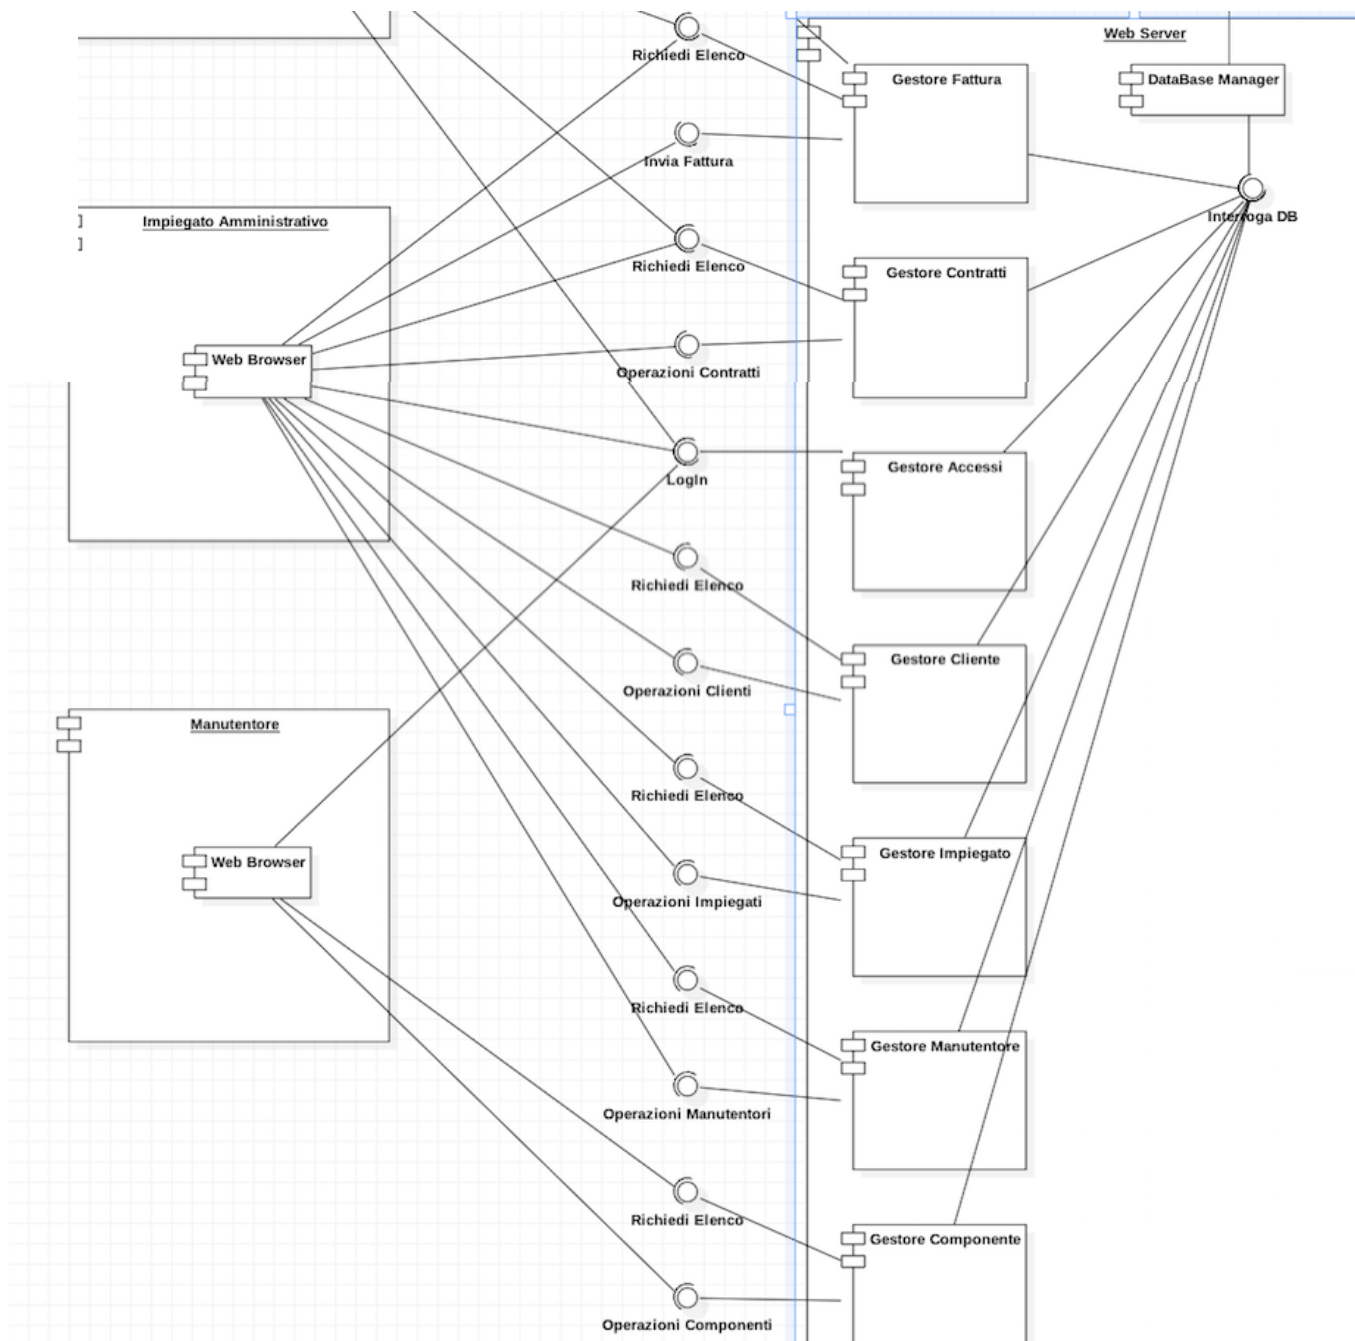 Web Server
Richiedi Elenco
Gestore Fattura
DataBase Manager
Invia Fattura
Impiegato Amministrativo
Interroga DB
Richiedi Elenco
Gestore Contratti
Web Browser
Operazioni Contratti
Gestore Accessi
LogIn
Richiedi Elenco
Gestore Cliente
Operazioni Clienti
Manutentore
Richiedi Elenco
Gestore Impiegato
Web Browser
Operazioni Impiegati
Richiedi Elenco
Gestore Manutentore
Operazioni Manutentori
Richiedi Elenco
Gestore Componente
Operazioni Componenti